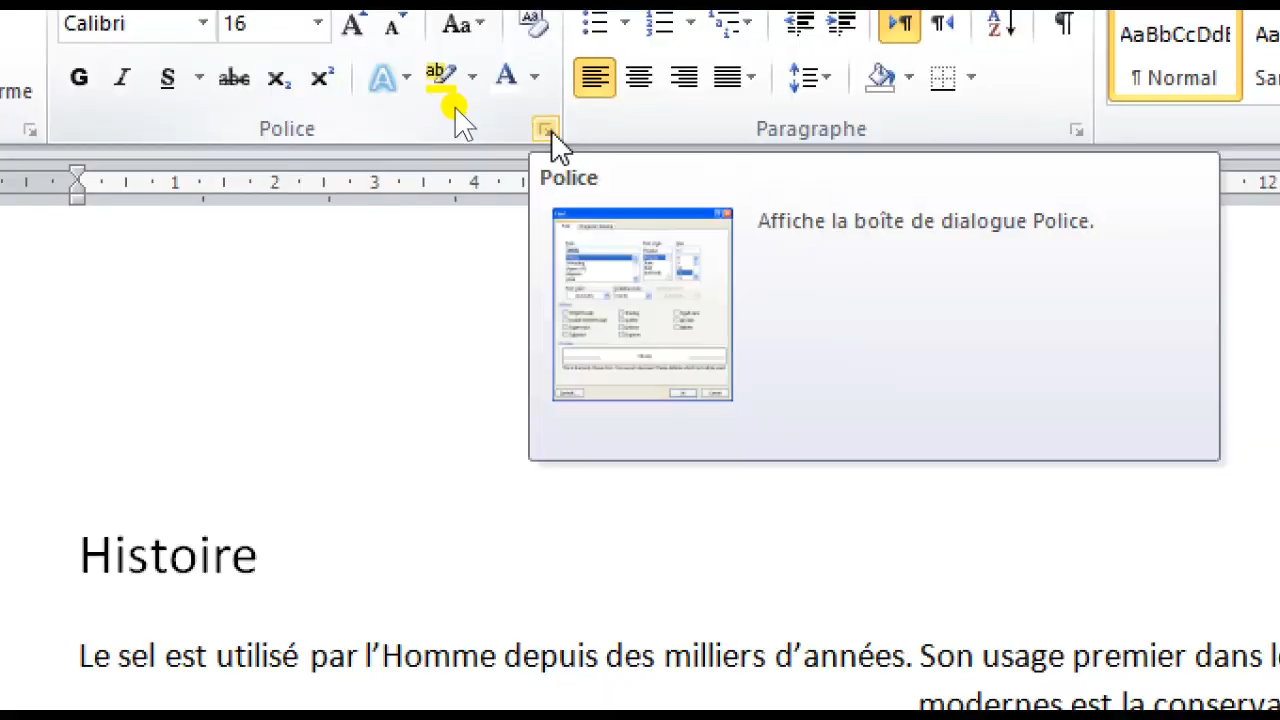 Calibri 16 Aa
G I S abc x₂ x² A ab A
AaBbCcDdE Aa
¶ Normal
rme Police Paragraphe
1 2 3 4 12
Police
Affiche la boîte de dialogue Police.
Histoire
Le sel est utilisé par l’Homme depuis des milliers d’années. Son usage premier dans
modernes est la conserva